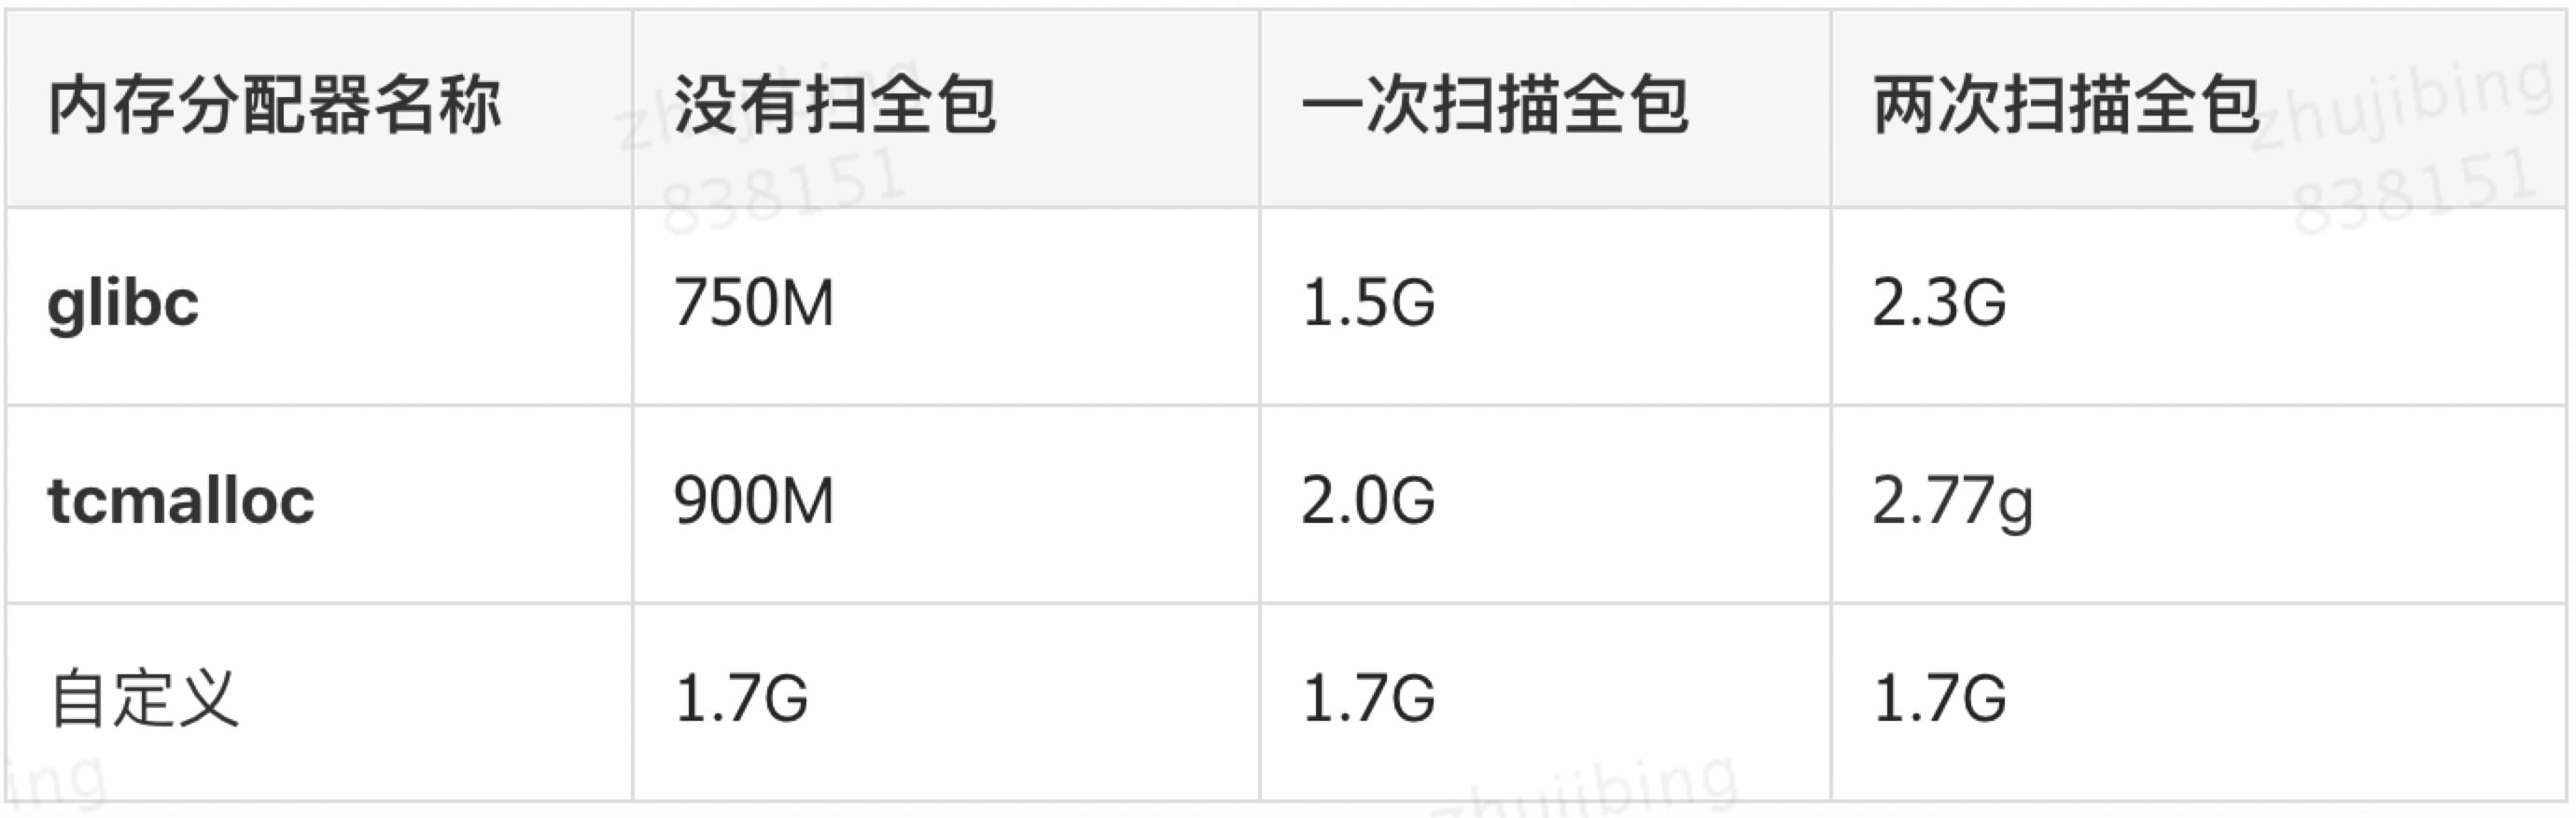 内存分配器名称 没有扫全包 一次扫描全包 两次扫描全包
zhujibing zhujibing
838151 838151
glibc 750M 1.5G 2.3G
tcmalloc 900M 2.0G 2.77g
自定义 1.7G 1.7G 1.7G
ing zhujibing